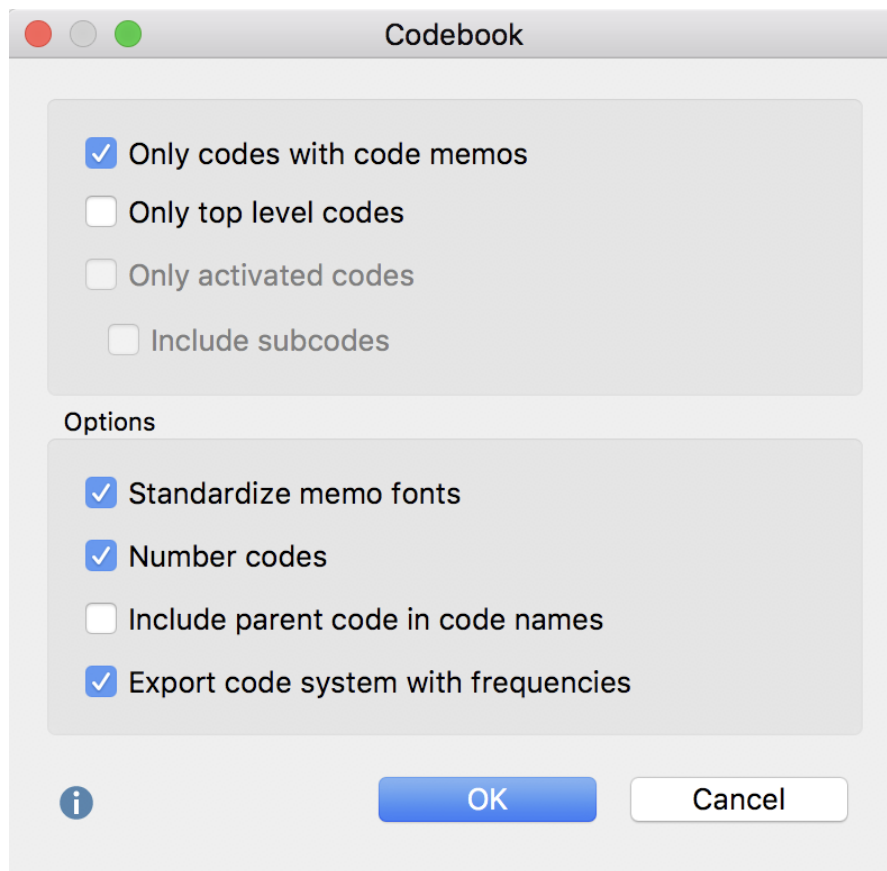 Codebook
Only codes with code memos
Only top level codes
Only activated codes
Include subcodes
Options
Standardize memo fonts
Number codes
Include parent code in code names
Export code system with frequencies
OK
Cancel